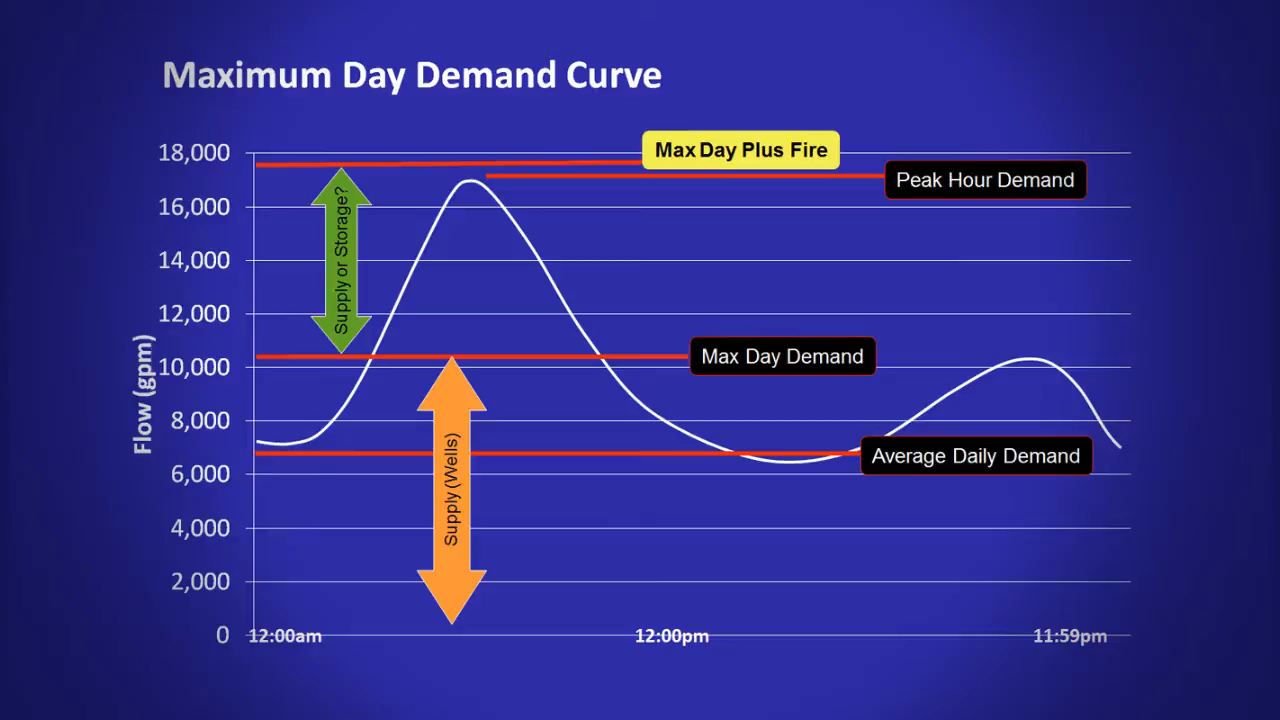 Maximum Day Demand Curve
18,000
Max Day Plus Fire
Peak Hour Demand
16,000
Supply or Storage?
14,000
12,000
Max Day Demand
10,000
Flow (gpm)
8,000
Average Daily Demand
6,000
Supply (Wells)
4,000
2,000
0
12:00am
12:00pm
11:59pm